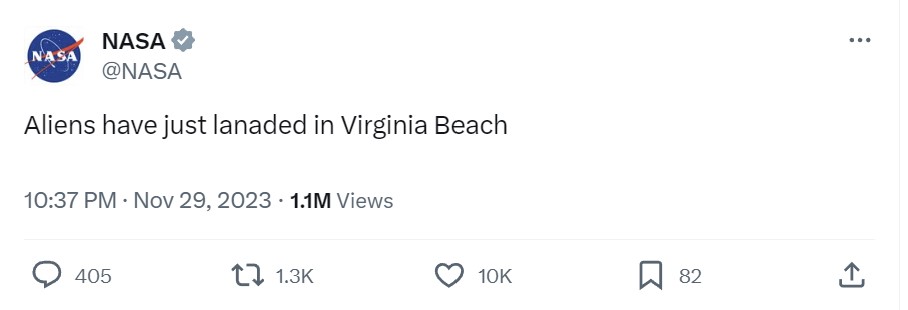 NASA
NASA
@NASA
Aliens have just lanaded in Virginia Beach
10:37 PM · Nov 29, 2023 · 1.1M Views
405 1.3K 10K 82